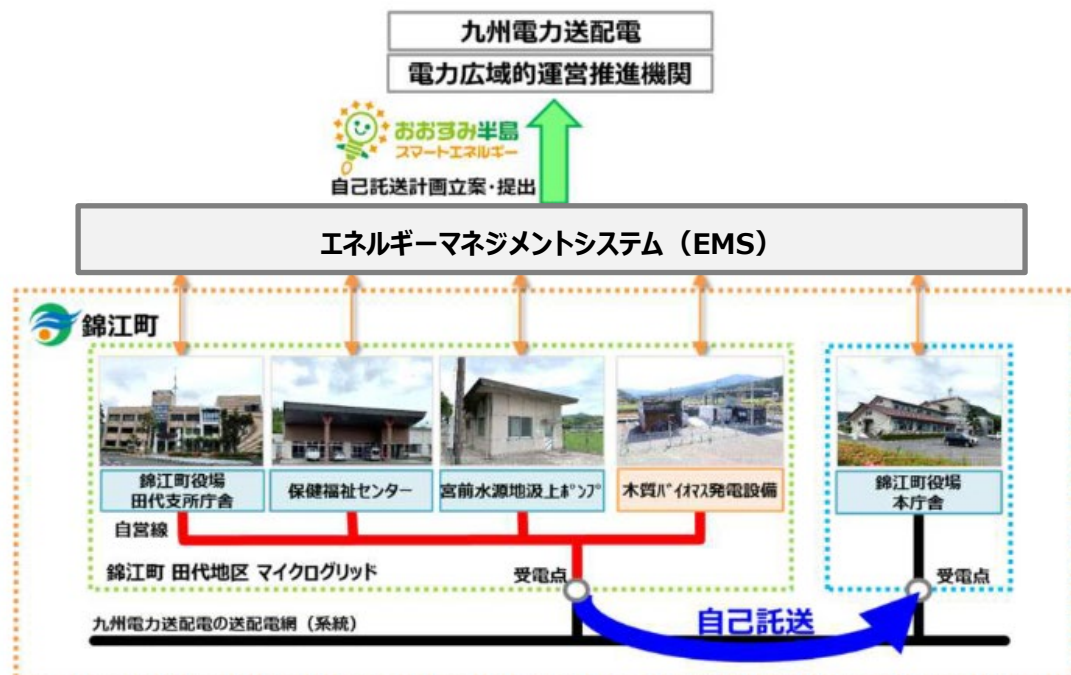 九州電力送配電
電力広域的運営推進機関
おおすみ半島
スマートエネルギー
自己託送計画立案・提出
エネルギーマネジメントシステム（EMS）
錦江町
錦江町役場
田代支所庁舎
保健福祉センター
宮前水源地汲上ﾎﾟﾝﾌﾟ
木質ﾊﾞｲｵﾏｽ発電設備
錦江町役場
本庁舎
自営線
錦江町 田代地区 マイクログリッド
受電点
受電点
九州電力送配電の送配電網（系統）
自己託送